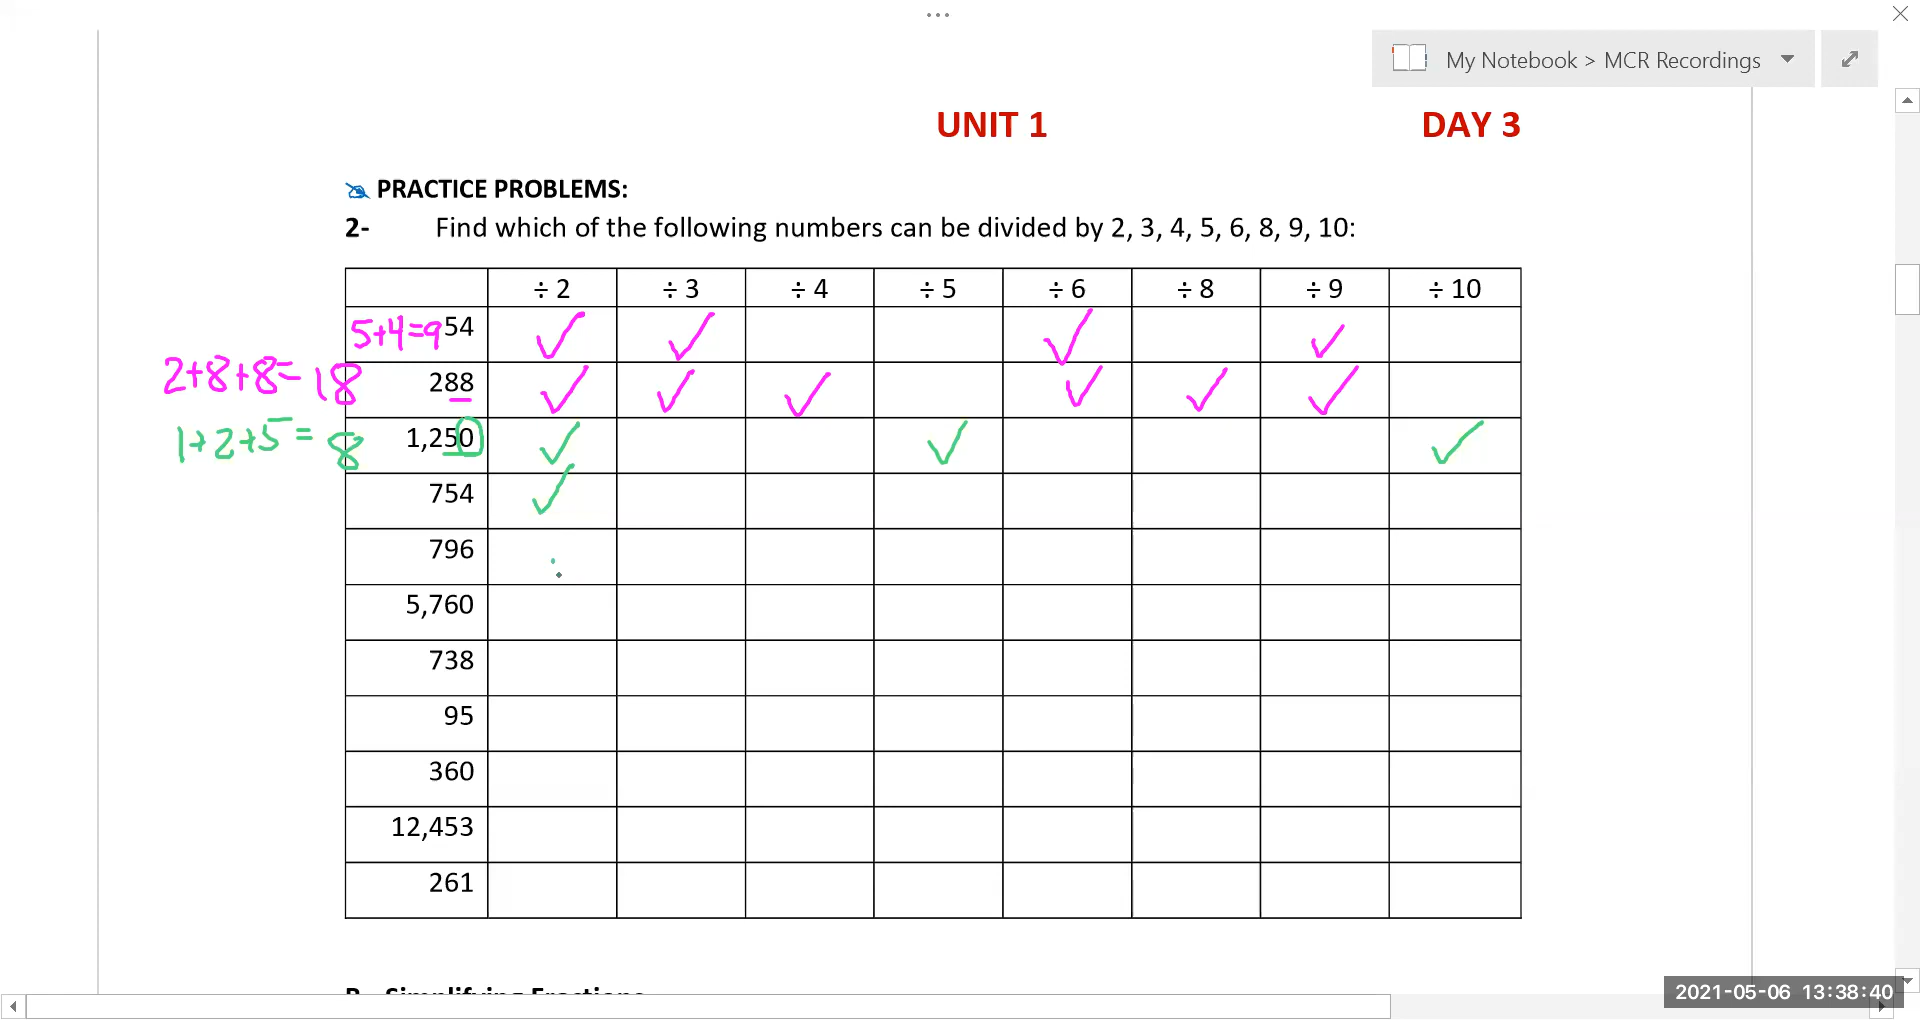 ...
My Notebook > MCR Recordings
UNIT 1 DAY 3
PRACTICE PROBLEMS:
2- Find which of the following numbers can be divided by 2, 3, 4, 5, 6, 8, 9, 10:
÷ 2 ÷ 3 ÷ 4 ÷ 5 ÷ 6 ÷ 8 ÷ 9 ÷ 10
5+4=9 54 ✓ ✓ ✓ ✓
2+8+8=18 288 ✓ ✓ ✓ ✓ ✓ ✓
1+2+5=8 1,250 ✓ ✓ ✓
754 ✓
796
5,760
738
95
360
12,453
261
B- Simplifying Fractions
2021-05-06 13:38:40